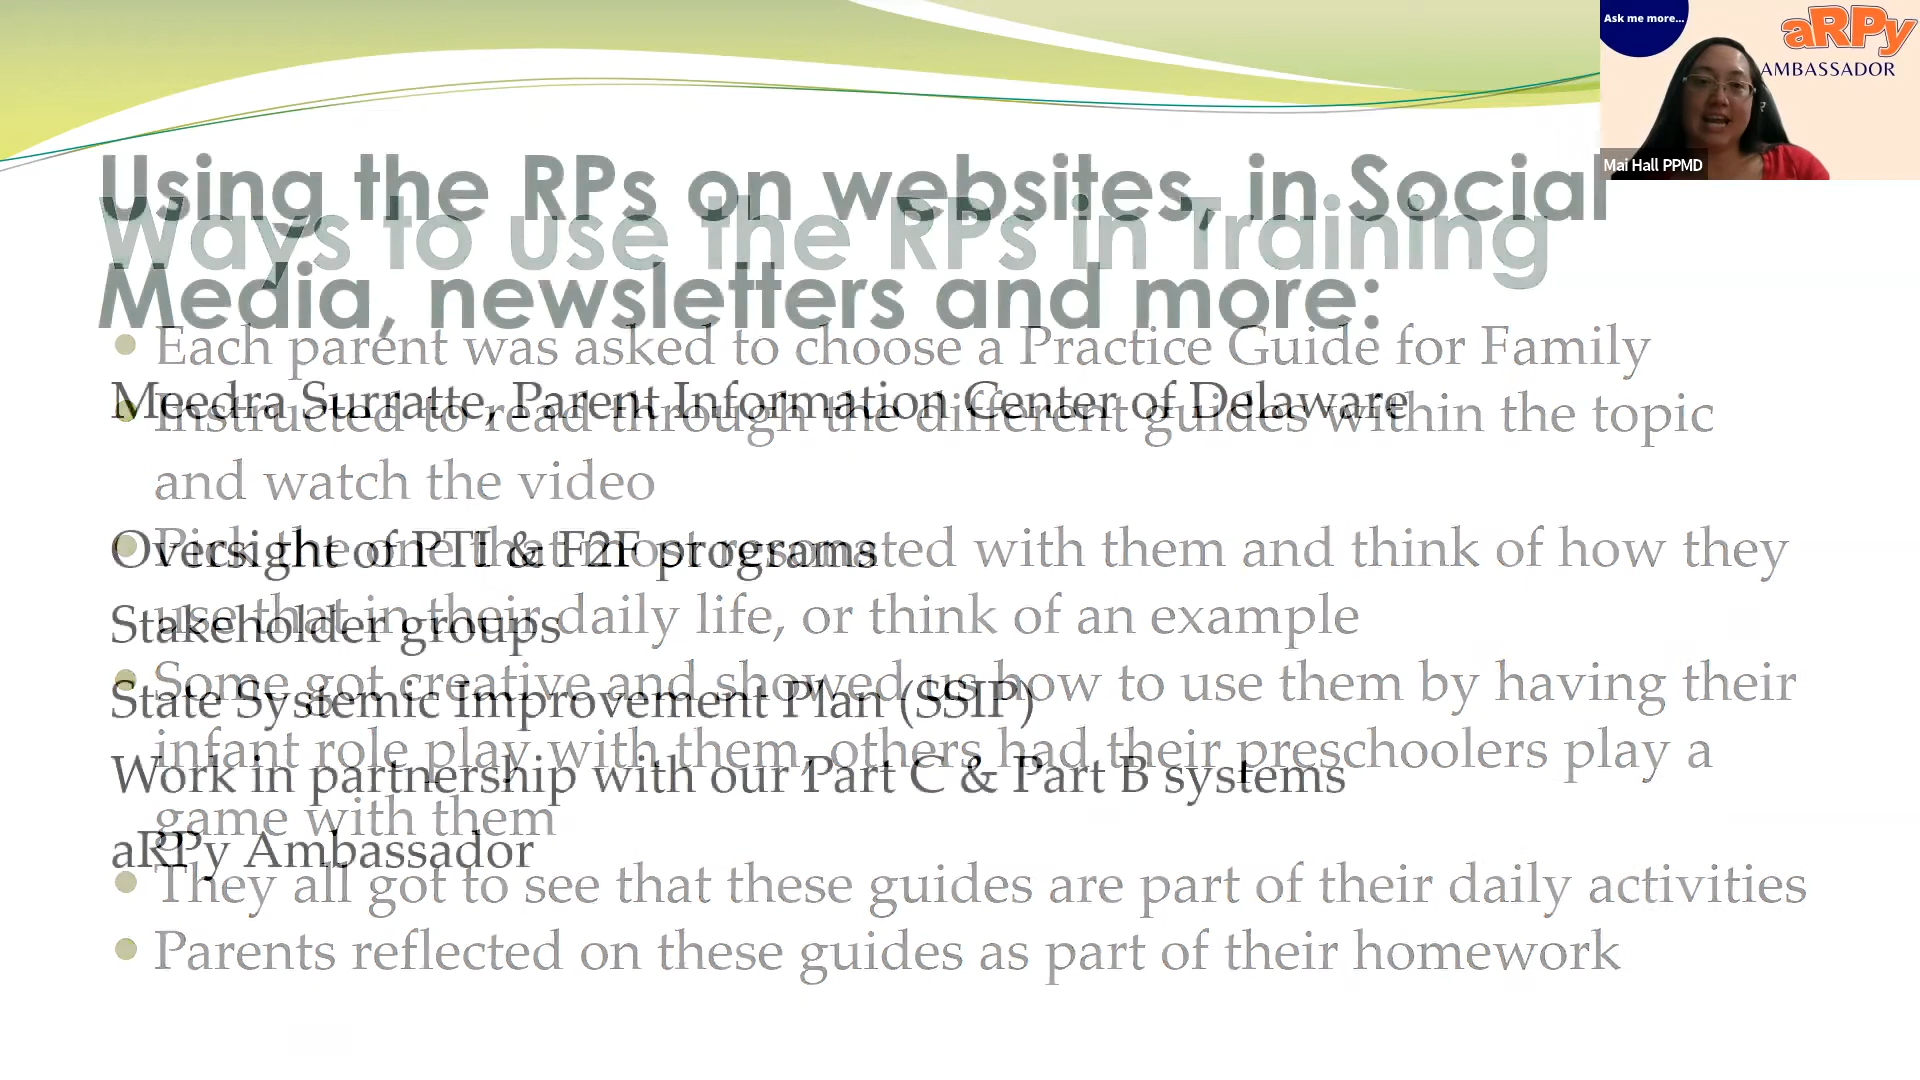 Ask me more...
aRPy
AMBASSADOR
Mai Hall PPMD
Using the RPs on websites, in Social
Media, newsletters and more:
Meedra Surratte, Parent Information Center of Delaware
Oversight of PTI & F2F programs
Stakeholder groups
State Systemic Improvement Plan (SSIP)
Work in partnership with our Part C & Part B systems
aRPy Ambassador
Ways to use the RPs in Training
Each parent was asked to choose a Practice Guide for Family
Instructed to read through the different guides within the topic
and watch the video
Pick the one that most resonated with them and think of how they
use that in their daily life, or think of an example
Some got creative and showed us how to use them by having their
infant role play with them, others had their preschoolers play a
game with them
They all got to see that these guides are part of their daily activities
Parents reflected on these guides as part of their homework